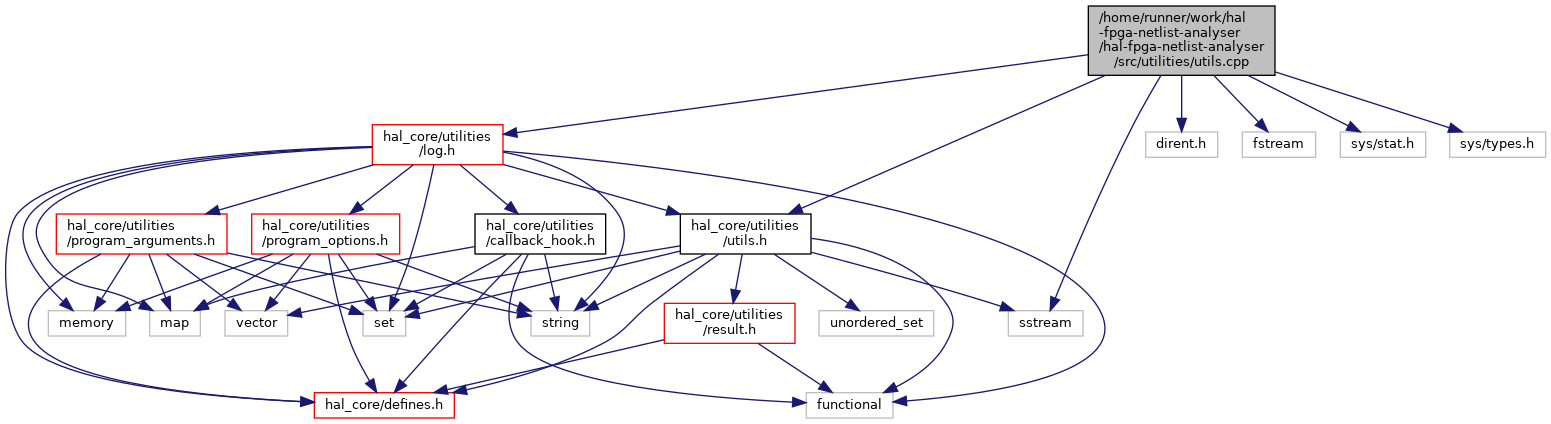 /home/runner/work/hal
-fpga-netlist-analyser
/hal-fpga-netlist-analyser
/src/utilities/utils.cpp
hal_core/utilities
/log.h
dirent.h
fstream
sys/stat.h
sys/types.h
hal_core/utilities
/program_arguments.h
hal_core/utilities
/program_options.h
hal_core/utilities
/callback_hook.h
hal_core/utilities
/utils.h
memory
map
vector
set
string
hal_core/utilities
/result.h
unordered_set
sstream
hal_core/defines.h
functional